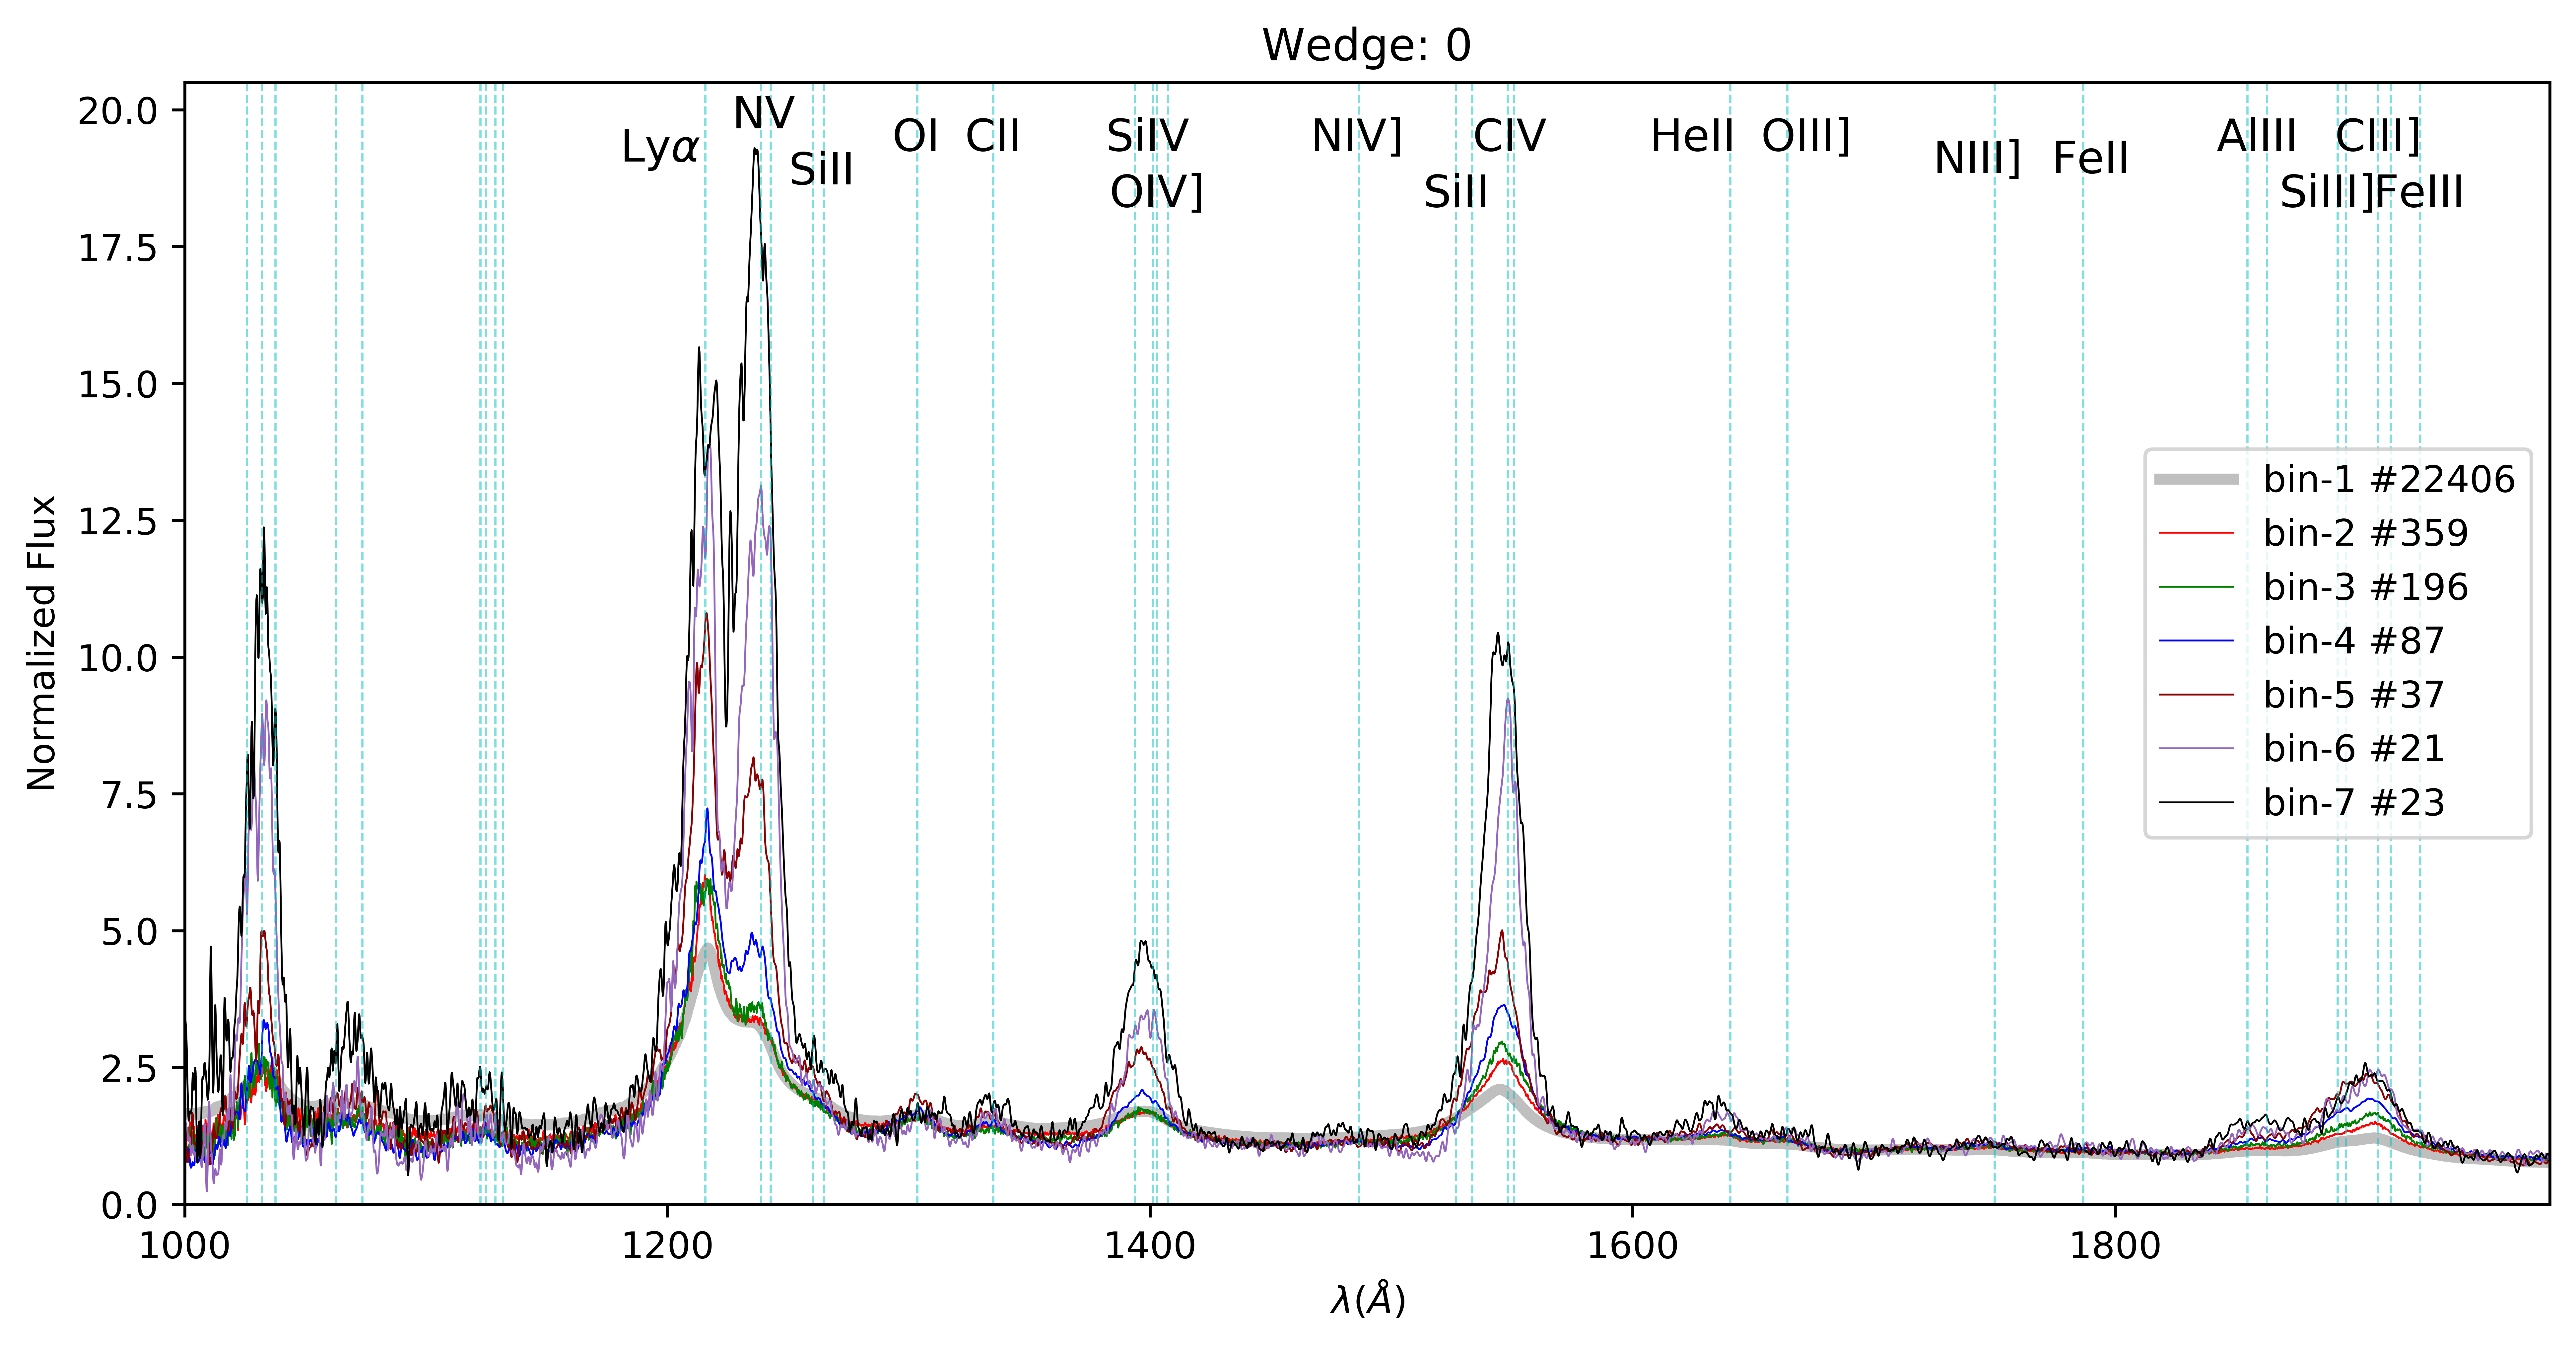 Wedge: 0
Normalized Flux
20.0
17.5
15.0
12.5
10.0
7.5
5.0
2.5
0.0
Lyα
NV
SiII
OI
CII
SiIV
OIV]
NIV]
SiII
CIV
HeII
OIII]
NIII]
FeII
AlIII
SiIII]
CIII]
FeIII
bin-1 #22406
bin-2 #359
bin-3 #196
bin-4 #87
bin-5 #37
bin-6 #21
bin-7 #23
1000
1200
1400
1600
1800
λ(Å)